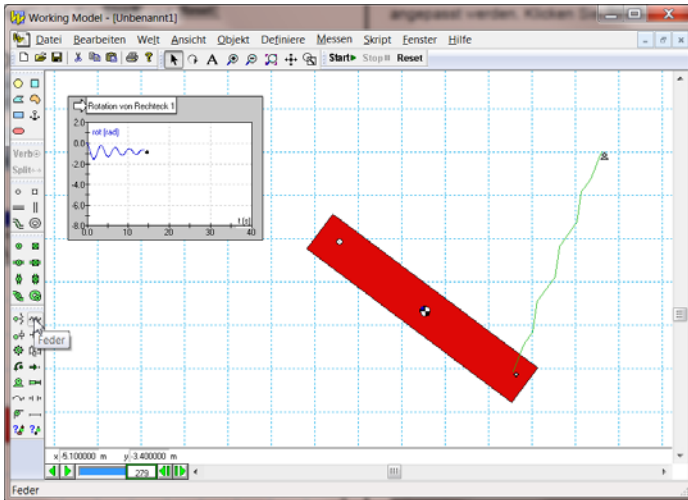 Working Model - [Unbenannt1]
angepasst werden. Klicken Sie
Datei Bearbeiten Welt Ansicht Objekt Definiere Messen Skript Fenster Hilfe
A Start Stop Reset
Rotation von Rechteck 1
rot [rad]
2.0
0.0
-2.0
-4.0
-6.0
-8.0
t [s]
0.0 10 20 30 40
Verb
Split
Feder
x -5.100000 m y -3.400000 m
279
Feder